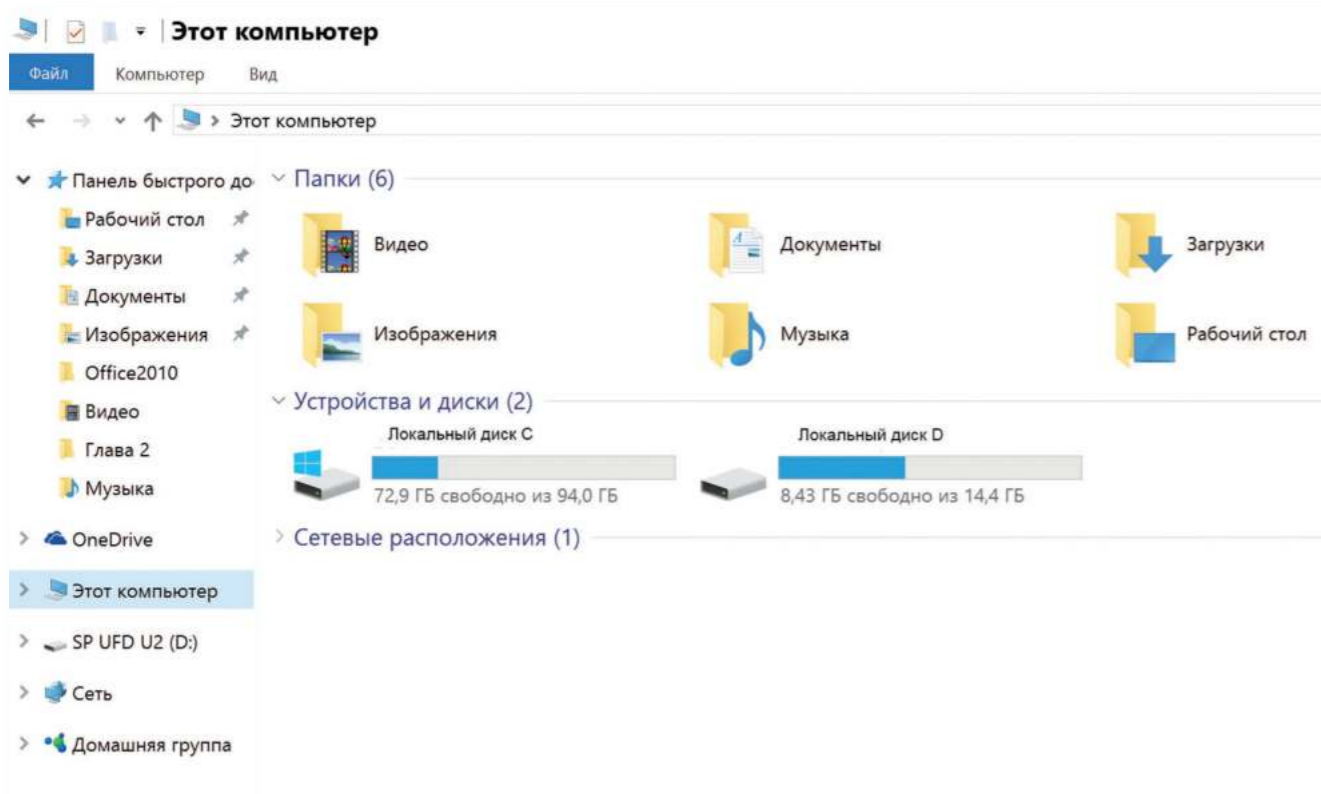 Этот компьютер
Файл Компьютер Вид
Этот компьютер
Панель быстрого до
Рабочий стол
Загрузки
Документы
Изображения
Office2010
Видео
Глава 2
Музыка
OneDrive
Этот компьютер
SP UFD U2 (D:)
Сеть
Домашняя группа
Папки (6)
Видео
Документы
Загрузки
Изображения
Музыка
Рабочий стол
Устройства и диски (2)
Локальный диск C
72,9 ГБ свободно из 94,0 ГБ
Локальный диск D
8,43 ГБ свободно из 14,4 ГБ
Сетевые расположения (1)